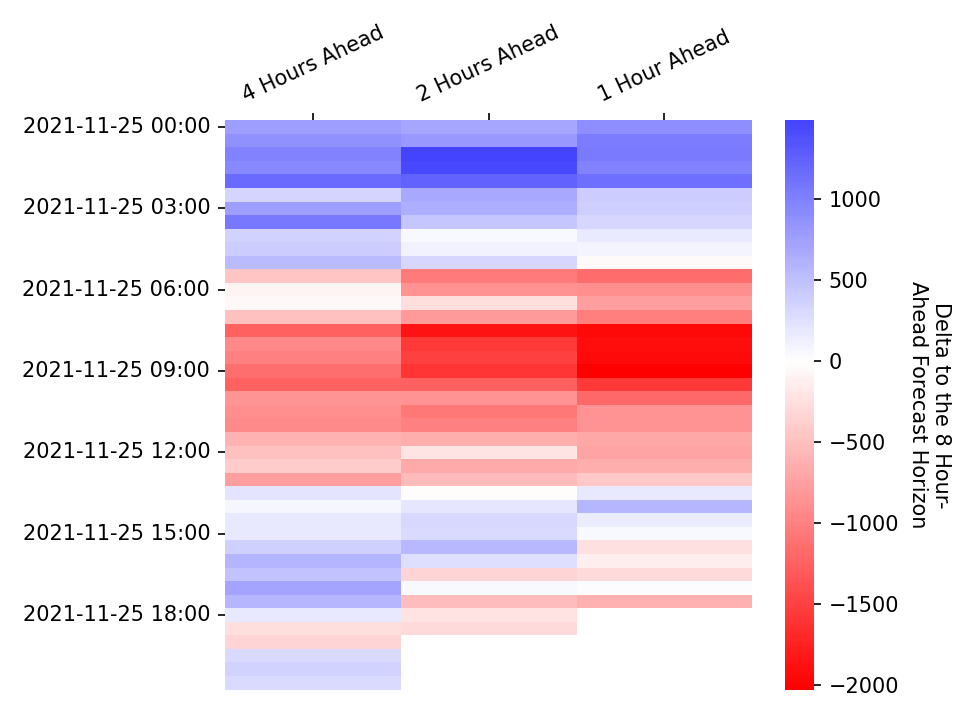 4 Hours Ahead
2 Hours Ahead
1 Hour Ahead
2021-11-25 00:00
2021-11-25 03:00
2021-11-25 06:00
2021-11-25 09:00
2021-11-25 12:00
2021-11-25 15:00
2021-11-25 18:00
1000
500
0
−500
−1000
−1500
−2000
Delta to the 8 Hour-
Ahead Forecast Horizon